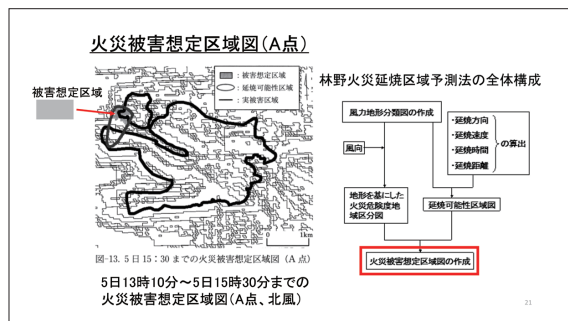 火災被害想定区域図(A点)
被害想定区域
：被害想定区域
：延焼可能性区域
：実被害区域
0 1km
図-13. 5日15：30までの火災被害想定区域図（A点）
5日13時10分～5日15時30分までの
火災被害想定区域図(A点、北風)
林野火災延焼区域予測法の全体構成
風力地形分類図の作成
風向
・延焼方向
・延焼速度
・延焼時間
・延焼距離
の算出
地形を基にした
火災危険度地
域区分図
延焼可能性区域図
火災被害想定区域図の作成
21